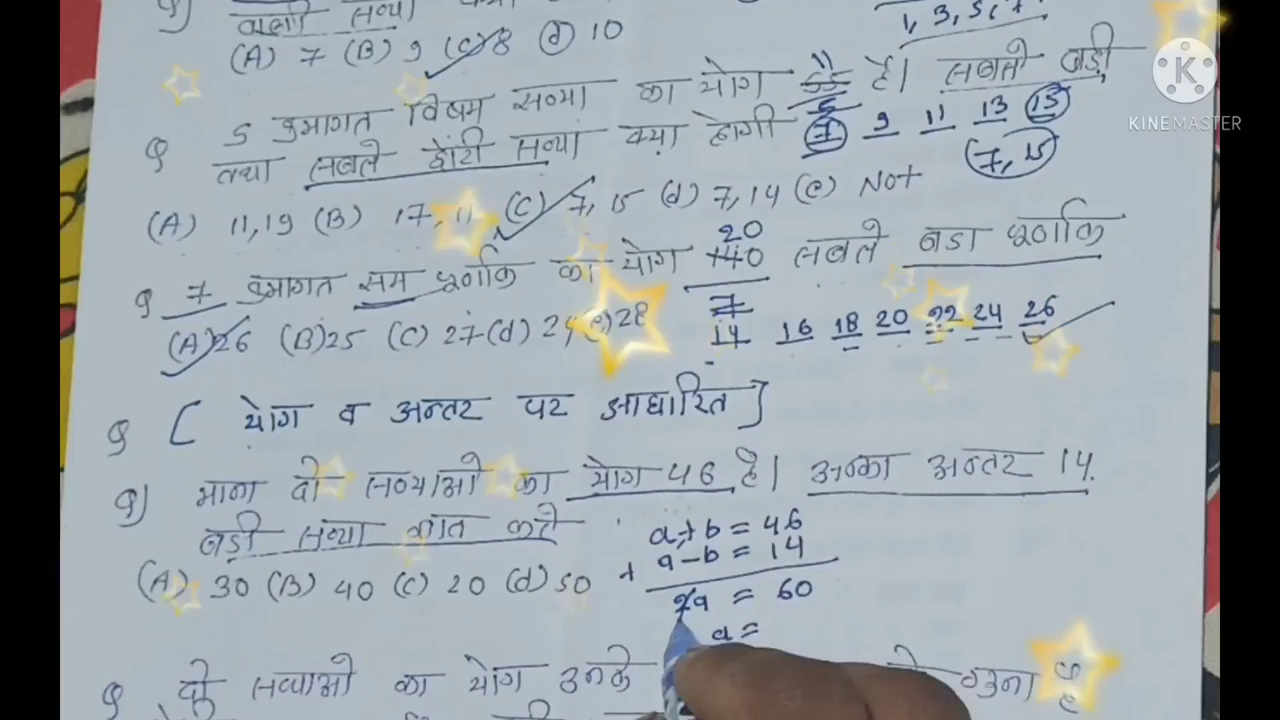 (A) 7 (B) 9 (C) 8 (d) 10
1, 3, 5, 7
Q 5 क्रमागत विषम सख्या का योग 55 है। सबसे बड़ी
तथा सबसे छोटी सख्या क्या होगी
11
5
7 9 11 13 15
(7, 15)
(A) 11, 19 (B) 17, 11 (C) 7, 15 (d) 7, 14 (e) Not
Q 7 क्रमागत सम पूर्णांक का योग 140 सबसे बडा पूर्णांक
20
7
14 16 18 20 22 24 26
(A) 26 (B) 25 (C) 27 (d) 28
Q [ योग व अन्तर पर आधारित ]
Q) माना दो सख्याओ का योग 46 है। उनका अन्तर 14.
बड़ी सख्या ज्ञात करो
(A) 30 (B) 40 (C) 20 (d) 50
a + b = 46
+ a - b = 14
2a = 60
a =
Q दो सख्याओ का योग उनके गुना
KINEMASTER